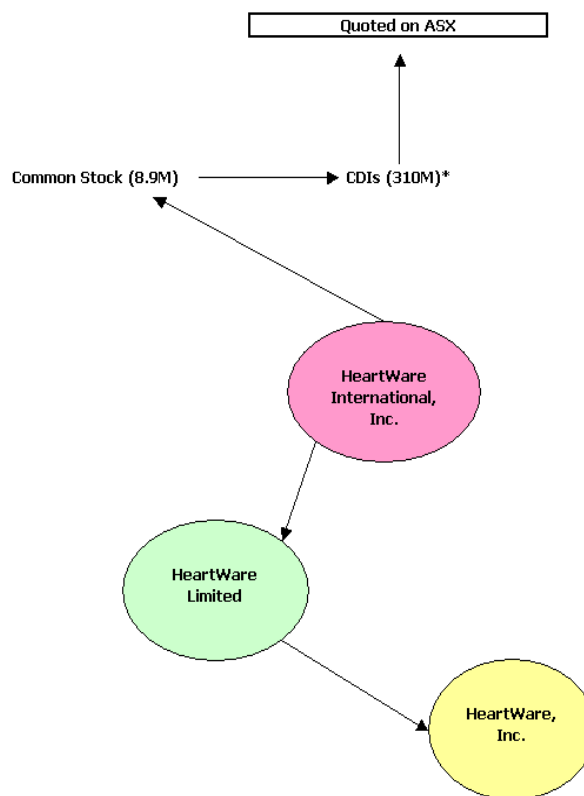 Quoted on ASX
Common Stock (8.9M)
CDIs (310M)*
HeartWare
International,
Inc.
HeartWare
Limited
HeartWare,
Inc.